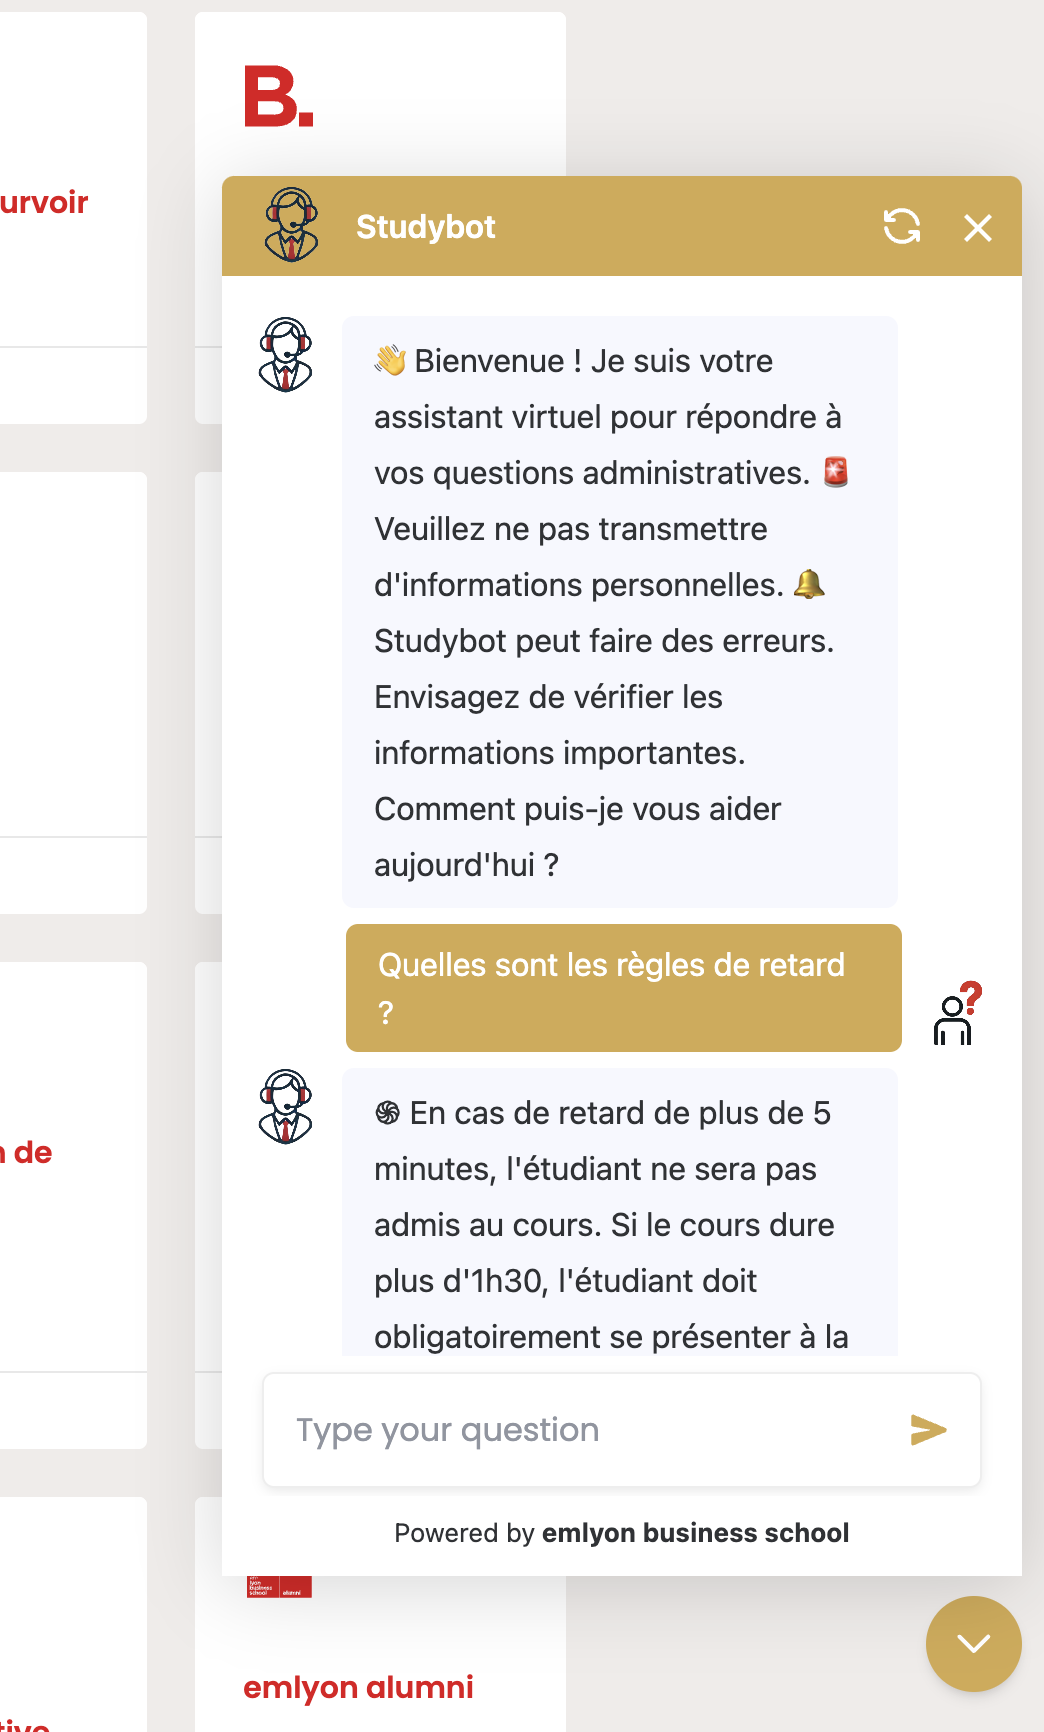 B.
urvoir
Studybot
👋 Bienvenue ! Je suis votre
assistant virtuel pour répondre à
vos questions administratives. 🚨
Veuillez ne pas transmettre
d'informations personnelles. 🔔
Studybot peut faire des erreurs.
Envisagez de vérifier les
informations importantes.
Comment puis-je vous aider
aujourd'hui ?
Quelles sont les règles de retard
?
En cas de retard de plus de 5
minutes, l'étudiant ne sera pas
admis au cours. Si le cours dure
plus d'1h30, l'étudiant doit
obligatoirement se présenter à la
de
Type your question
Powered by emlyon business school
lyon
business
school alumni
emlyon alumni